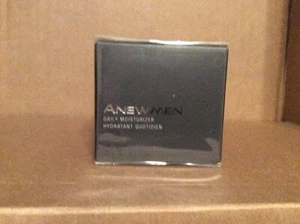 ANEW MEN
DAILY MOISTURIZER
HYDRATANT QUOTIDIEN